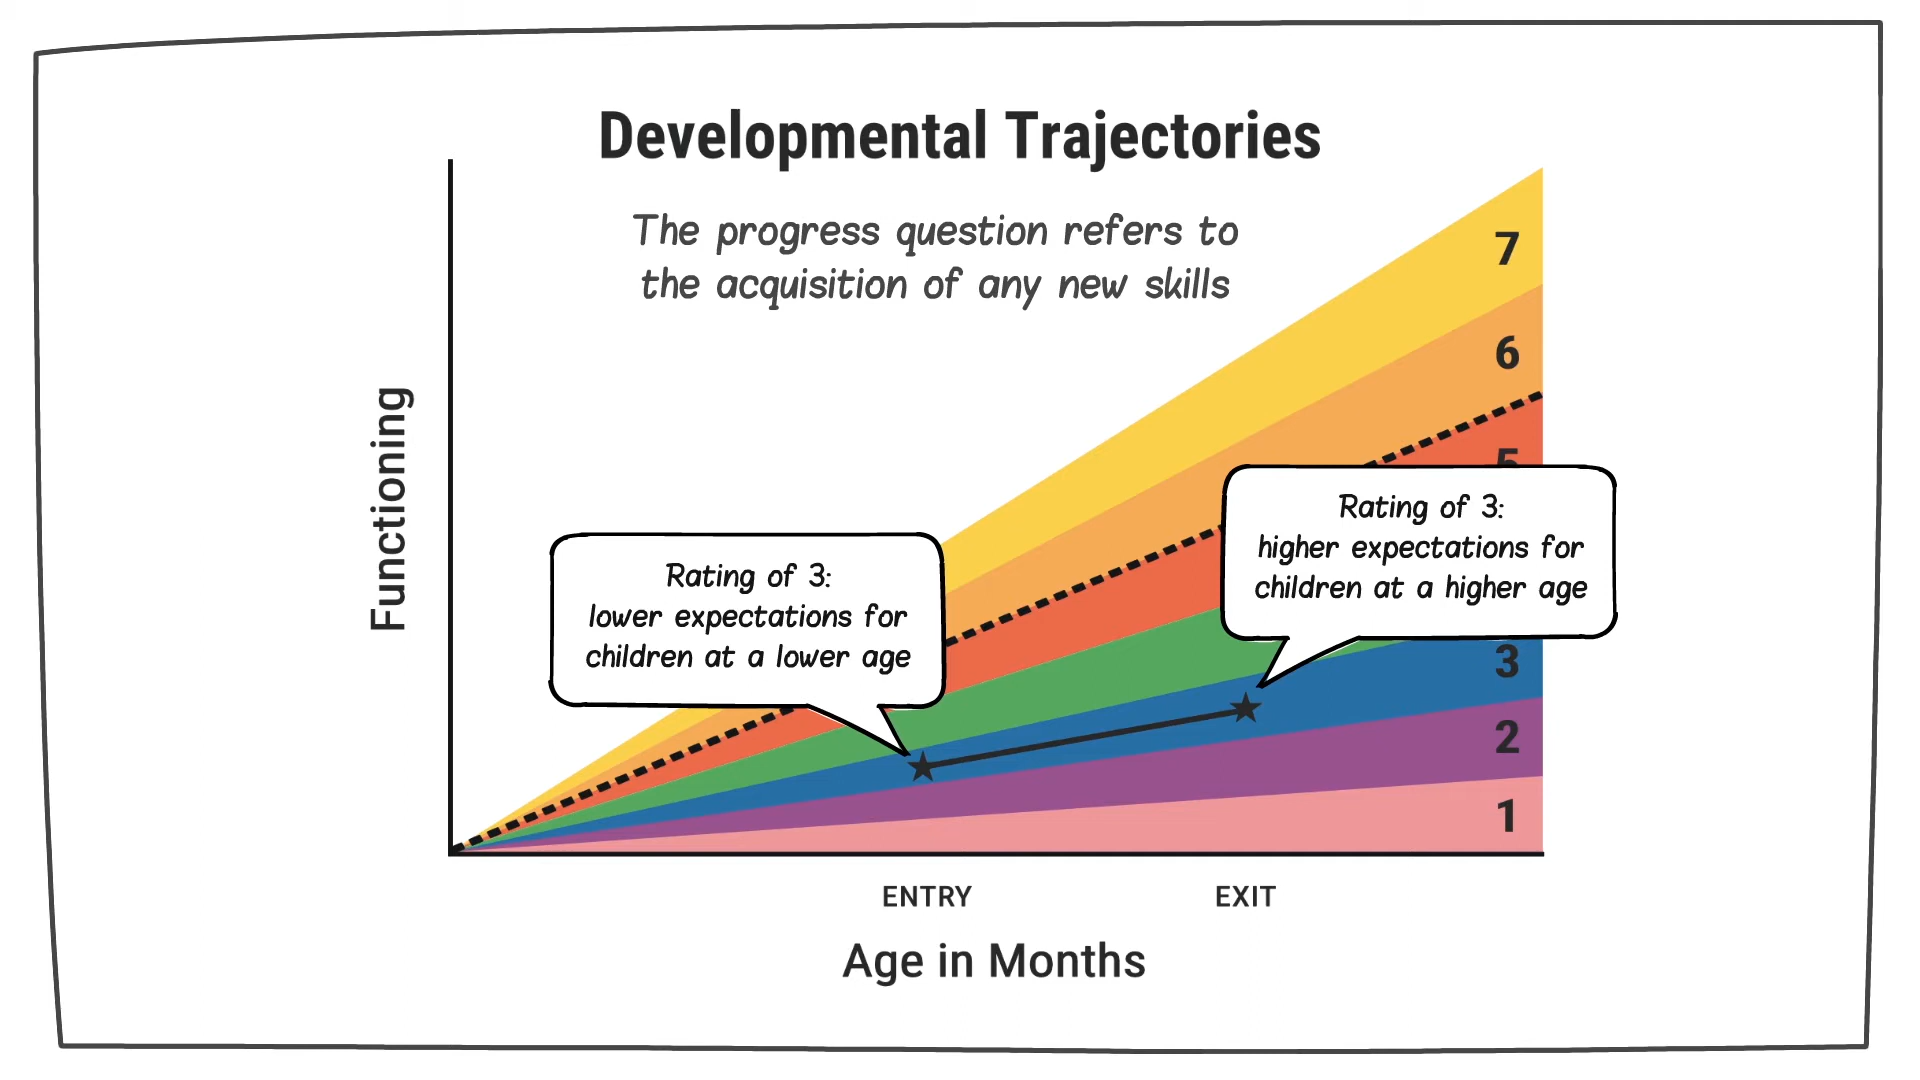 Developmental Trajectories
The progress question refers to
the acquisition of any new skills
Functioning
7
6
5
Rating of 3:
higher expectations for
children at a higher age
Rating of 3:
lower expectations for
children at a lower age
3
2
1
ENTRY
EXIT
Age in Months